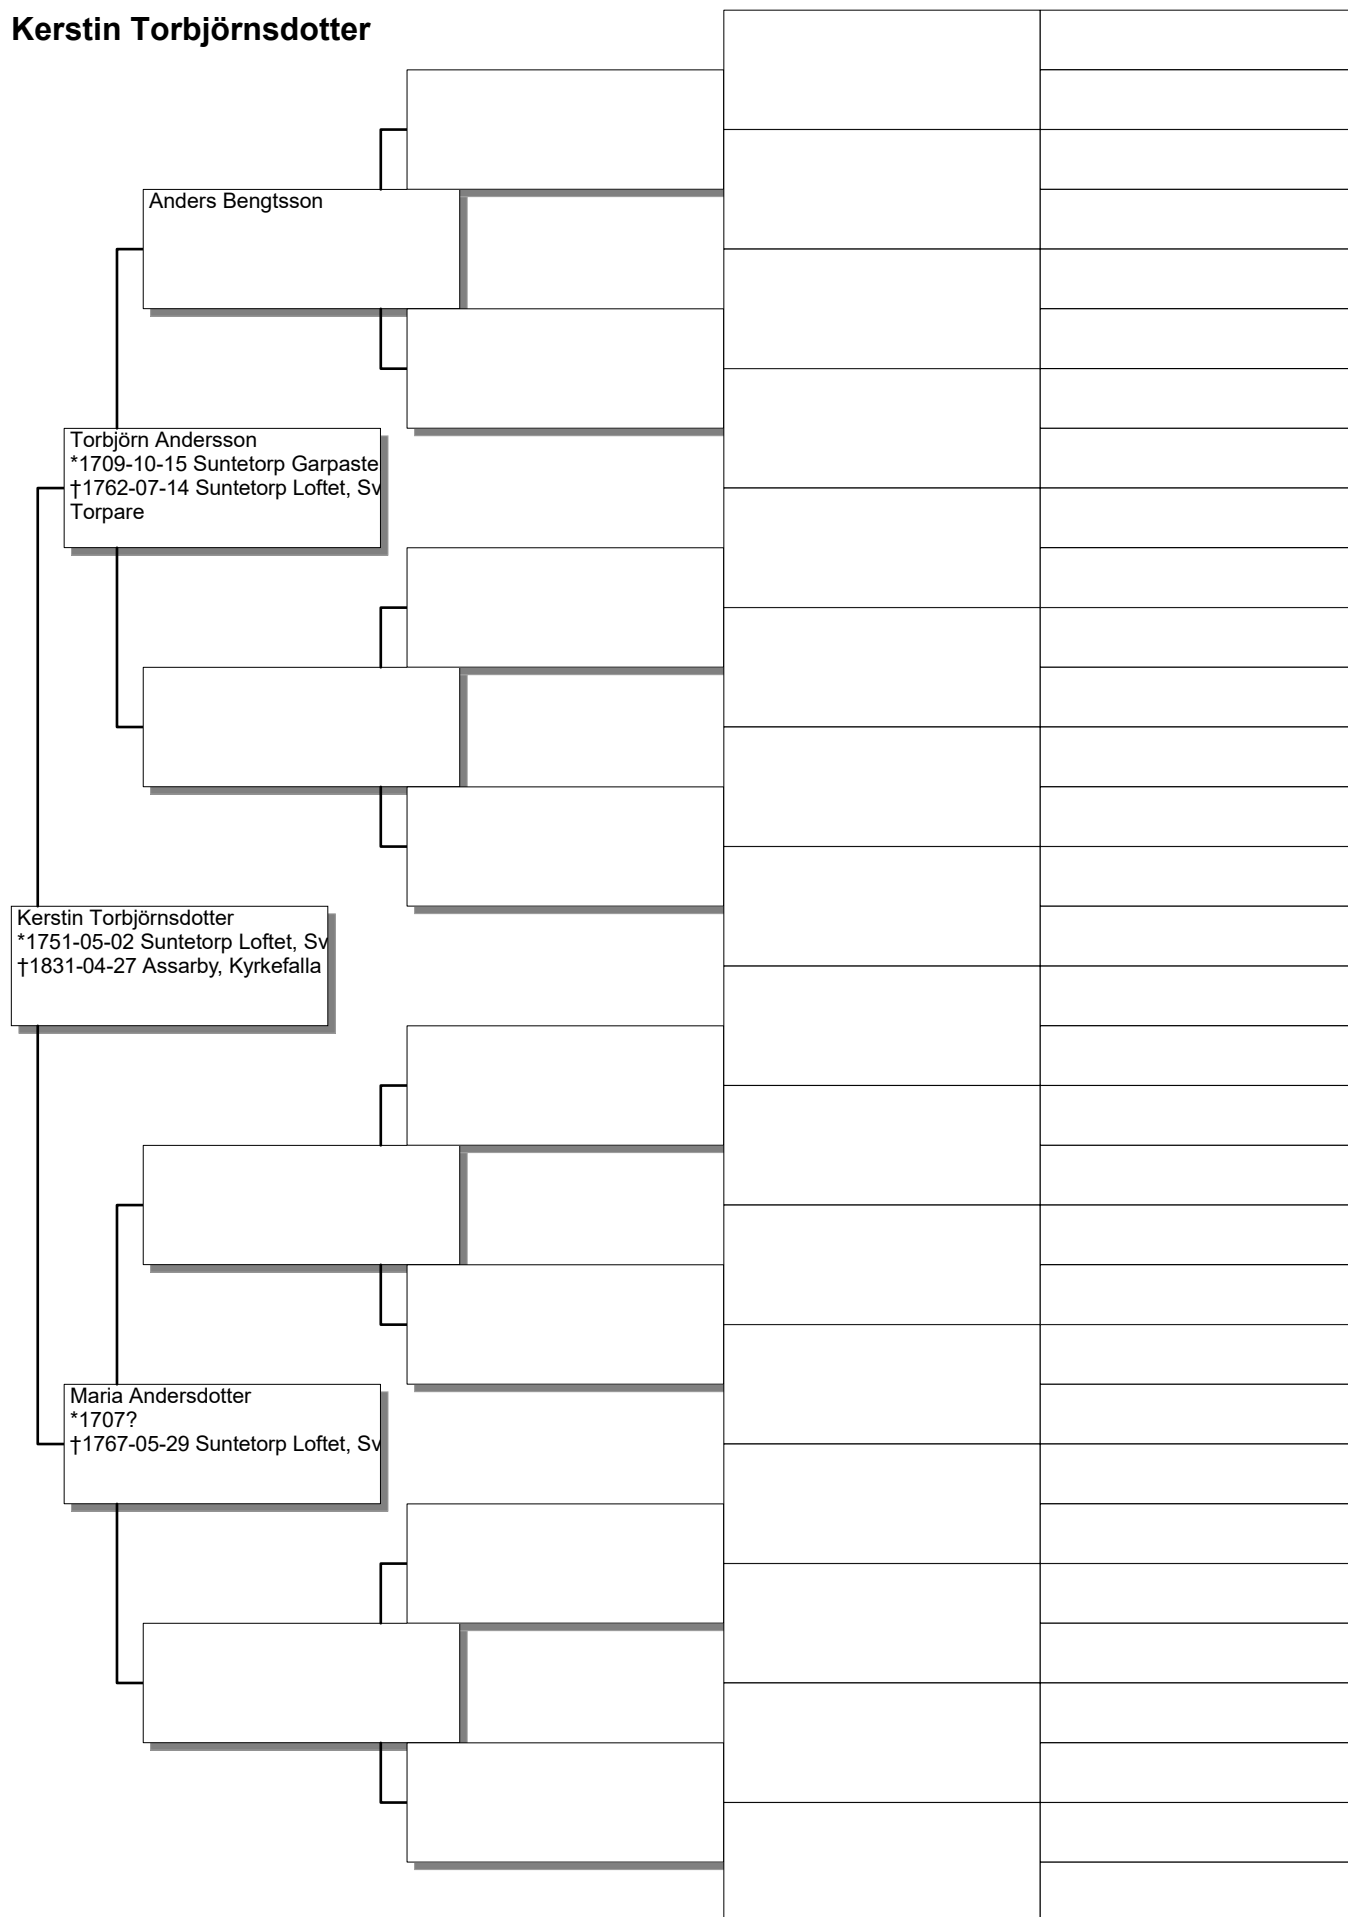 Kerstin Torbjörnsdotter
Anders Bengtsson
Torbjörn Andersson
*1709-10-15 Suntetorp Garpaste
†1762-07-14 Suntetorp Loftet, Sv
Torpare
Kerstin Torbjörnsdotter
*1751-05-02 Suntetorp Loftet, Sv
†1831-04-27 Assarby, Kyrkefalla
Maria Andersdotter
*1707?
†1767-05-29 Suntetorp Loftet, Sv